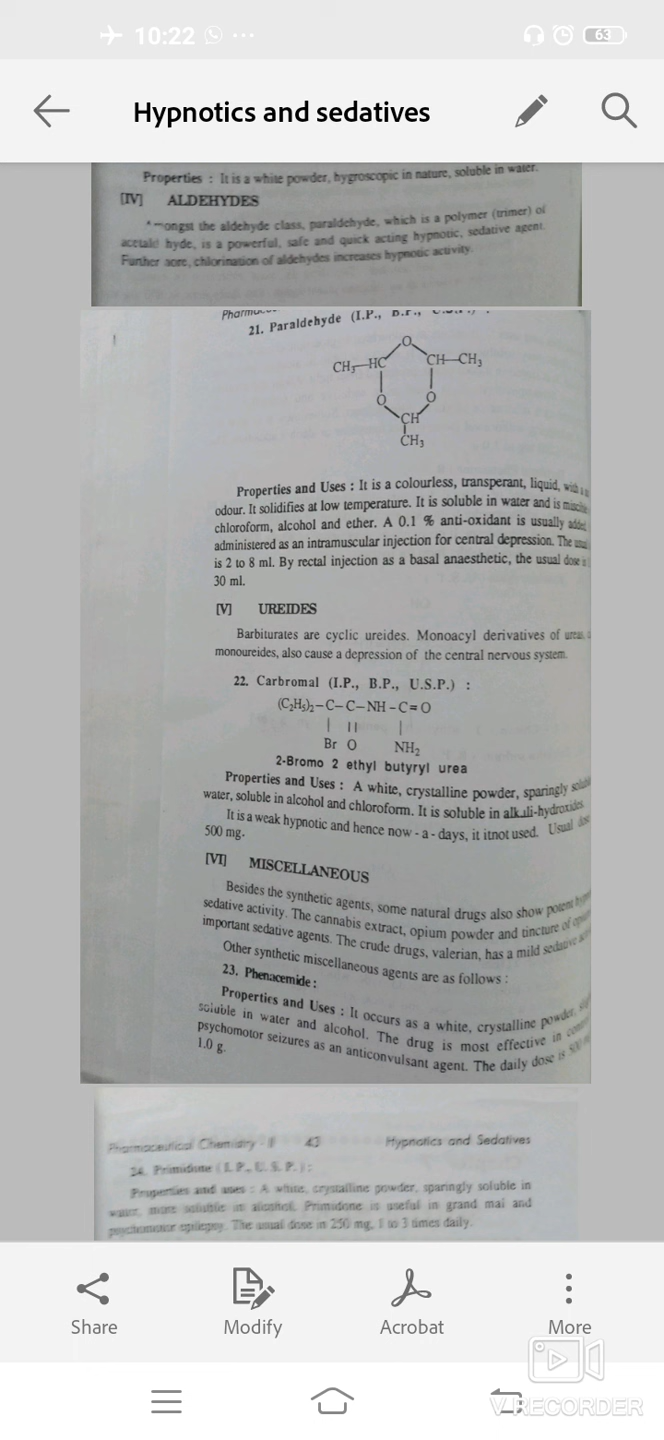 10:22 ...
63
Hypnotics and sedatives
Properties : It is a white powder, hygroscopic in nature, soluble in water.
[IV] ALDEHYDES
ongst the aldehyde class, paraldehyde, which is a polymer (trimer) of
acetal hyde, is a powerful, safe and quick acting hypnotic, sedative agent.
Further ore, chlorination of aldehydes increases hypnotic activity.
21. Paraldehyde (I.P., B.P., U.S.P.) :
O
CH3—HC CH—CH3
O O
CH
CH3
Properties and Uses : It is a colourless, transperant, liquid, with
odour. It solidifies at low temperature. It is soluble in water and is
chloroform, alcohol and ether. A 0.1 % anti-oxidant is usually added
administered as an intramuscular injection for central depression. The
is 2 to 8 ml. By rectal injection as a basal anaesthetic, the usual dose
30 ml.
[V] UREIDES
Barbiturates are cyclic ureides. Monoacyl derivatives of
monoureides, also cause a depression of the central nervous system.
22. Carbromal (I.P., B.P., U.S.P.) :
(C2H5)2–C–C–NH–C=O
Br O NH2
2-Bromo 2 ethyl butyryl urea
Properties and Uses : A white, crystalline powder, sparingly
water, soluble in alcohol and chloroform. It is soluble in alkali-hydroxides
It is a weak hypnotic and hence now - a - days, it itnot used. Usual dose
500 mg.
[VI] MISCELLANEOUS
Besides the synthetic agents, some natural drugs also show potent
sedative activity. The cannabis extract, opium powder and tincture of
important sedative agents. The crude drugs, valerian, has a mild sedative
Other synthetic miscellaneous agents are as follows :
23. Phenacemide :
Properties and Uses : It occurs as a white, crystalline powder,
soluble in water and alcohol. The drug is most effective in
psychomotor seizures as an anticonvulsant agent. The daily dose is
1.0 g.
Pharmaceutical Chemistry - II 43 Hypnotics and Sedatives
24. Primidone (I.P., U.S.P.) :
Properties and uses : A white, crystalline powder, sparingly soluble in
water, more soluble in alcohol. Primidone is useful in grand mal and
psychomotor epilepsy. The usual dose in 250 mg, 1 to 3 times daily.
Share Modify Acrobat More
V RECORDER